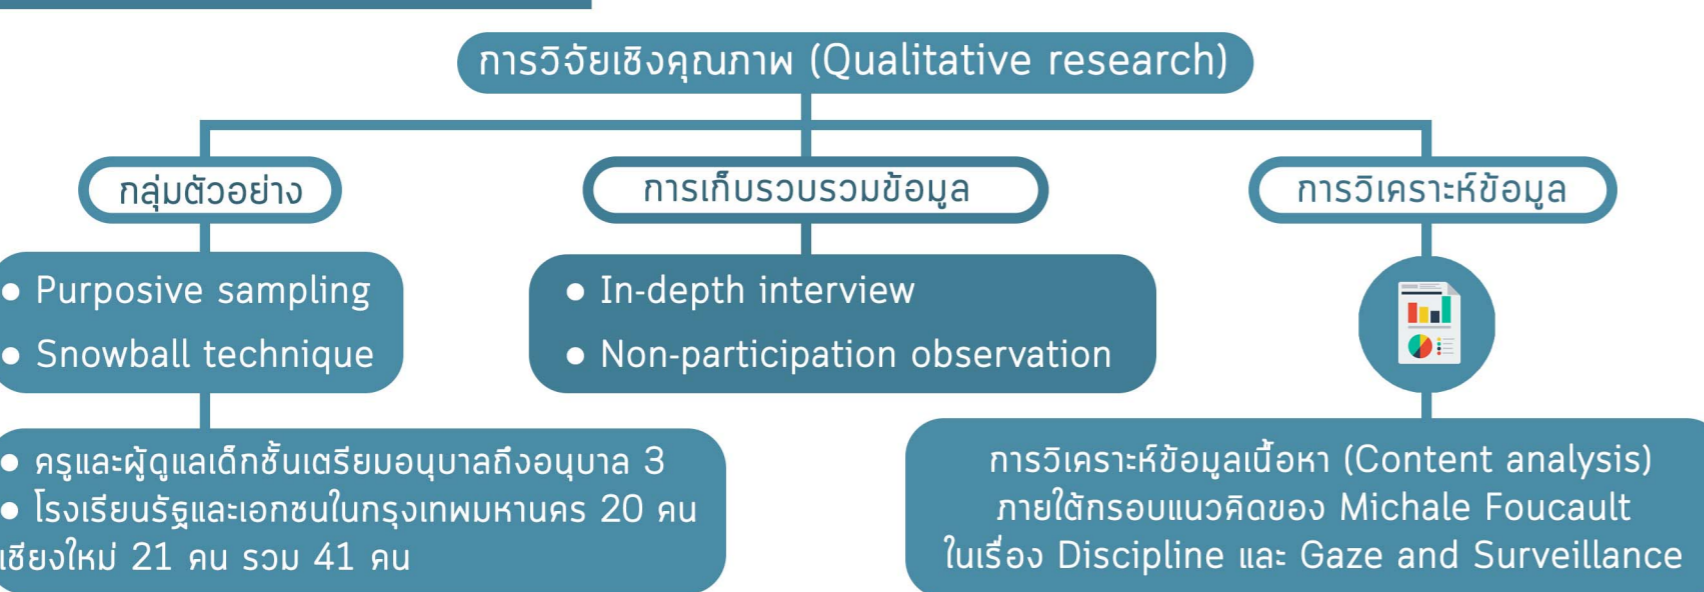 การวิจัยเชิงคุณภาพ (Qualitative research)
กลุ่มตัวอย่าง
● Purposive sampling
● Snowball technique
● ครูและผู้ดูแลเด็กชั้นเตรียมอนุบาลถึงอนุบาล 3
● โรงเรียนรัฐและเอกชนในกรุงเทพมหานคร 20 คน
เชียงใหม่ 21 คน รวม 41 คน
การเก็บรวบรวมข้อมูล
● In-depth interview
● Non-participation observation
การวิเคราะห์ข้อมูล
การวิเคราะห์ข้อมูลเนื้อหา (Content analysis)
ภายใต้กรอบแนวคิดของ Michale Foucault
ในเรื่อง Discipline และ Gaze and Surveillance